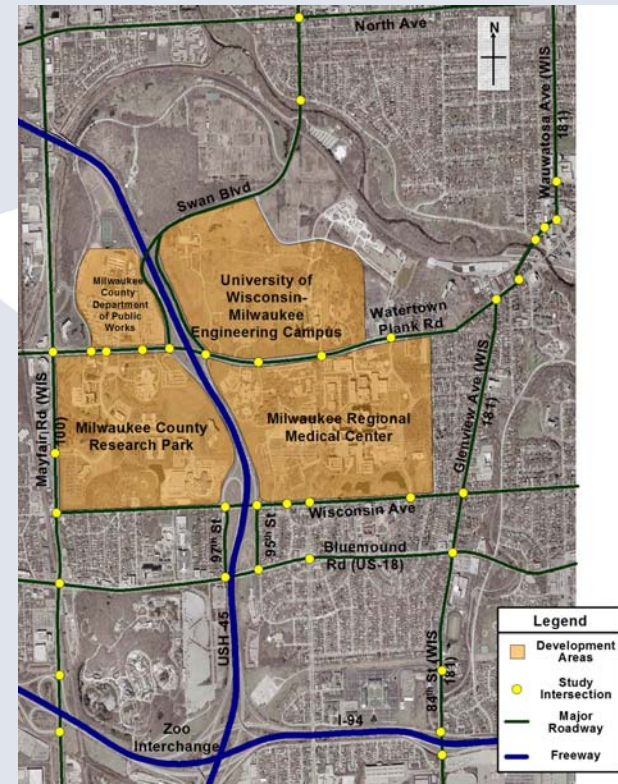 North Ave
N
Wauwatosa Ave (WIS
181)
Swan Blvd
Milwaukee
County
Department
of Public
Works
University of
Wisconsin-
Milwaukee
Engineering Campus
Watertown
Plank Rd
Mayfair Rd (WIS
100)
Milwaukee County
Research Park
Milwaukee Regional
Medical Center
Glenview Ave (WIS
181)
Wisconsin Ave
97th St
95th St
Bluemound
Rd (US-18)
USH-45
84th St (WIS
181)
Zoo
Interchange
I-94
Legend
Development
Areas
Study
Intersection
Major
Roadway
Freeway